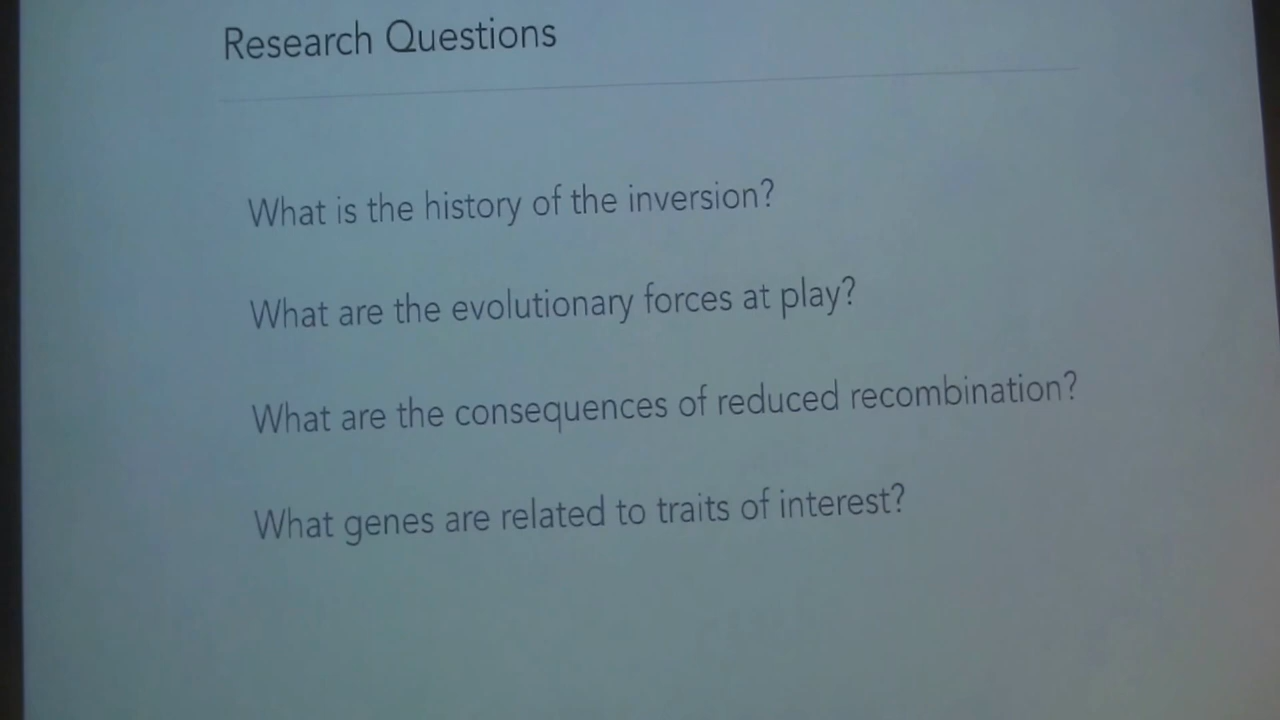 Research Questions
What is the history of the inversion?
What are the evolutionary forces at play?
What are the consequences of reduced recombination?
What genes are related to traits of interest?